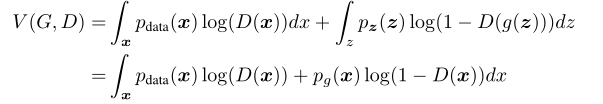 V(G, D) = ∫_𝒙 p_data(𝒙) log(D(𝒙))dx + ∫_z p_𝒛(𝒛) log(1 − D(g(𝒛)))dz
= ∫_𝒙 p_data(𝒙) log(D(𝒙)) + p_g(𝒙) log(1 − D(𝒙))dx